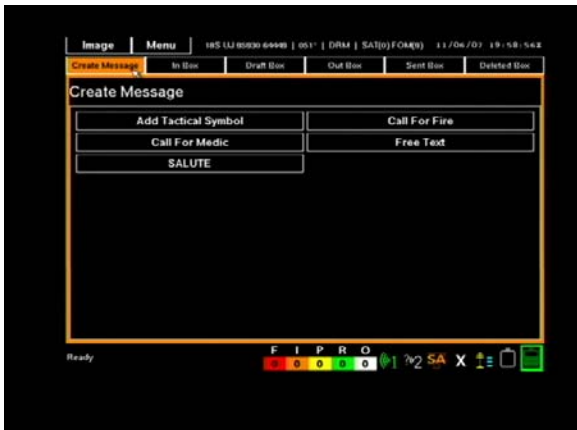 Image Menu 18S UJ 85830 64448 | 051° | DRM | SAT(0) FOM(9) 11/06/07 19:58:56Z
Create Message In Box Draft Box Out Box Sent Box Deleted Box
Create Message
Add Tactical Symbol Call For Fire
Call For Medic Free Text
SALUTE
F I P R O
Ready 0 0 0 0 0 1 2 SA X